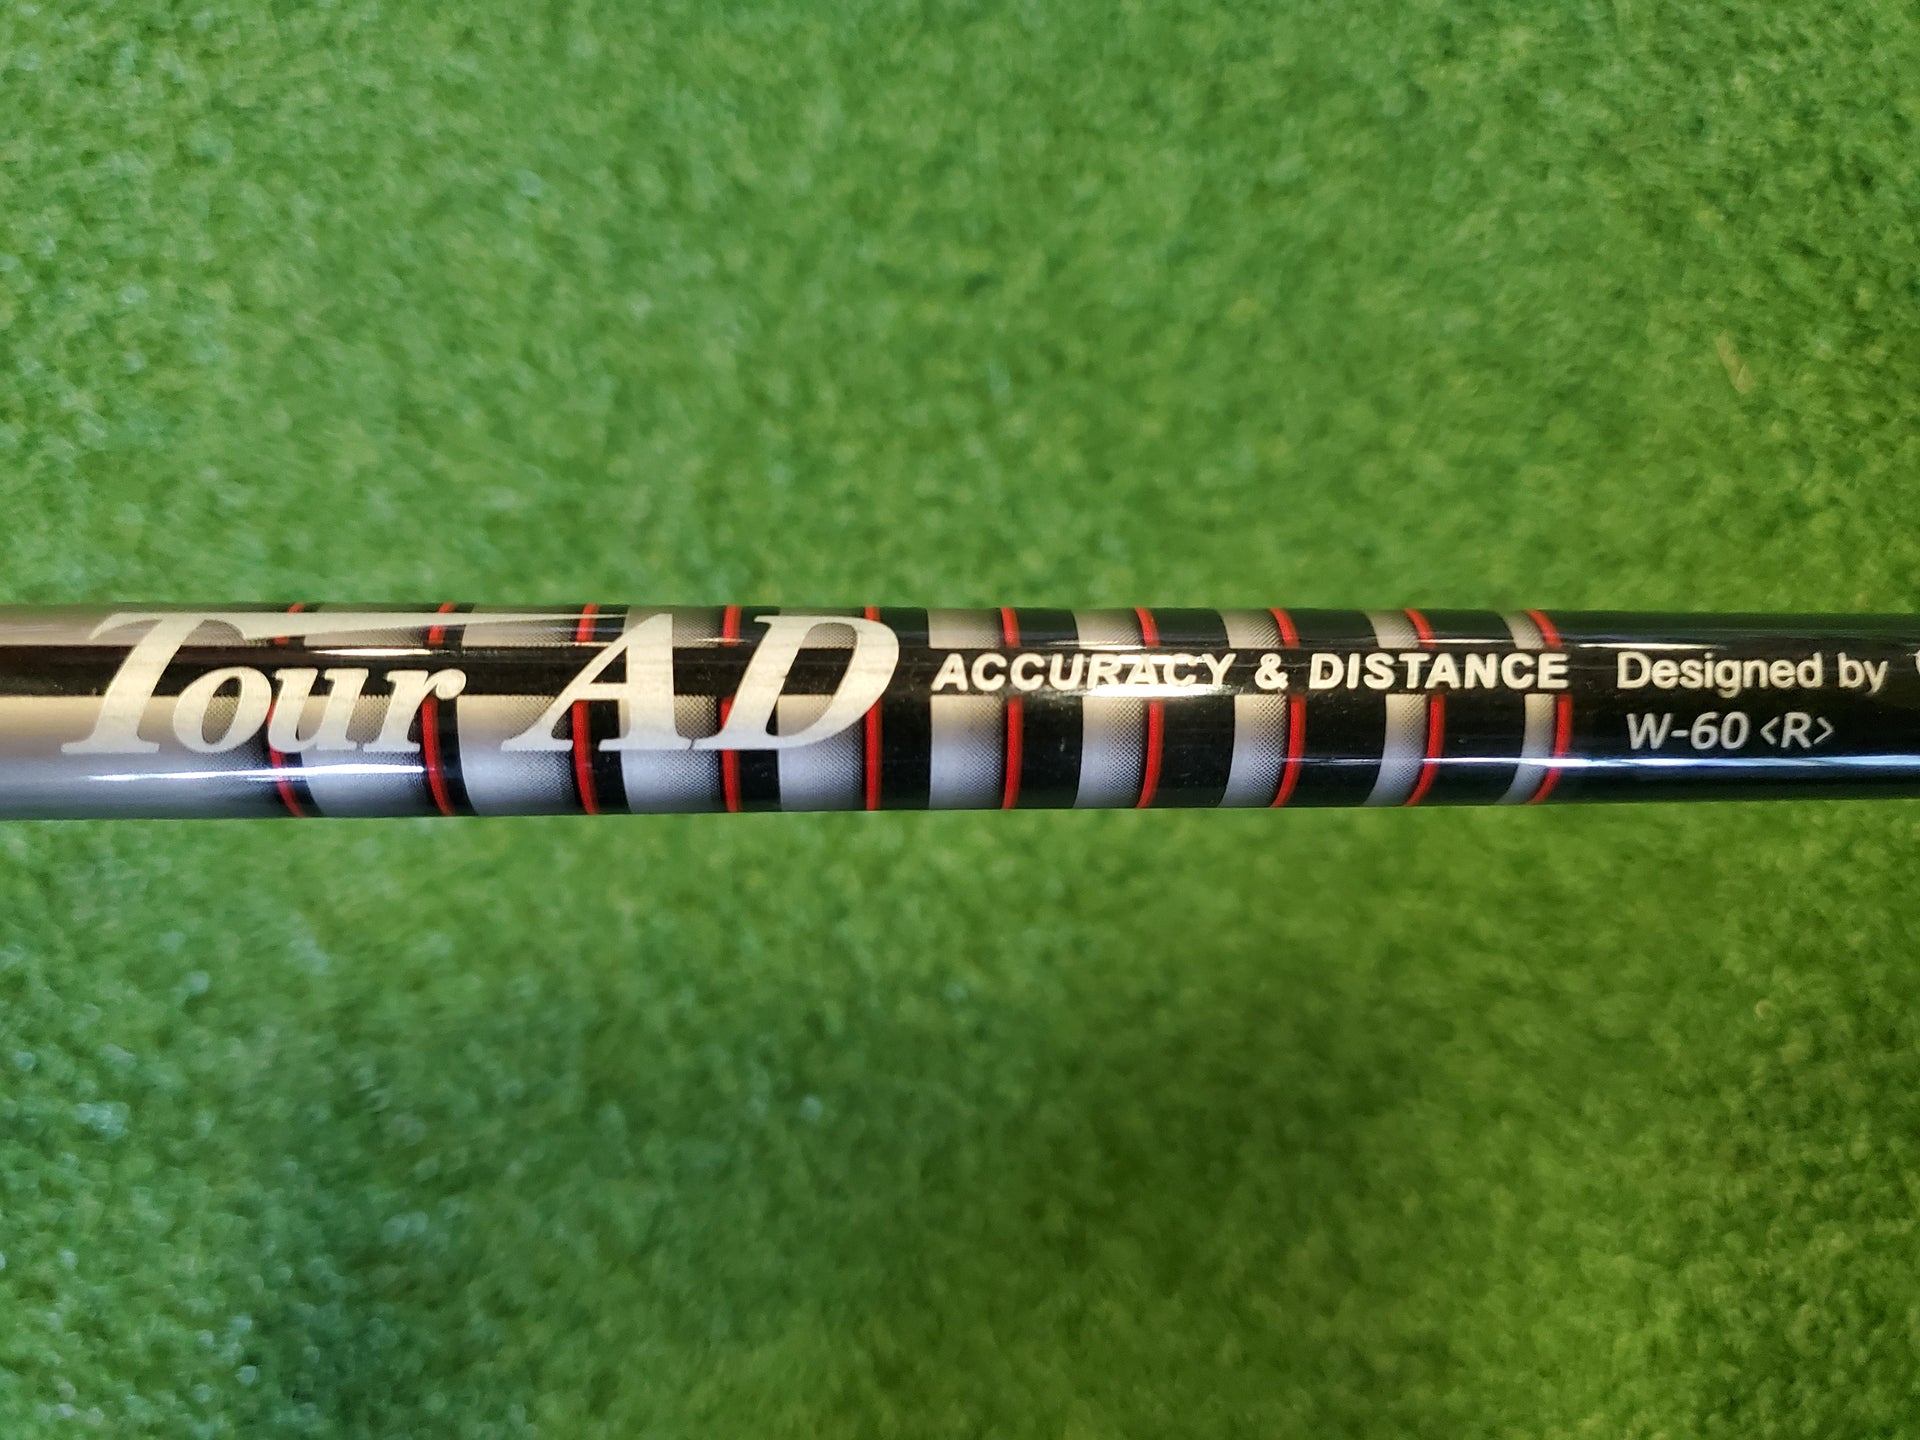 Tour AD ACCURACY & DISTANCE Designed by
W-60 <R>